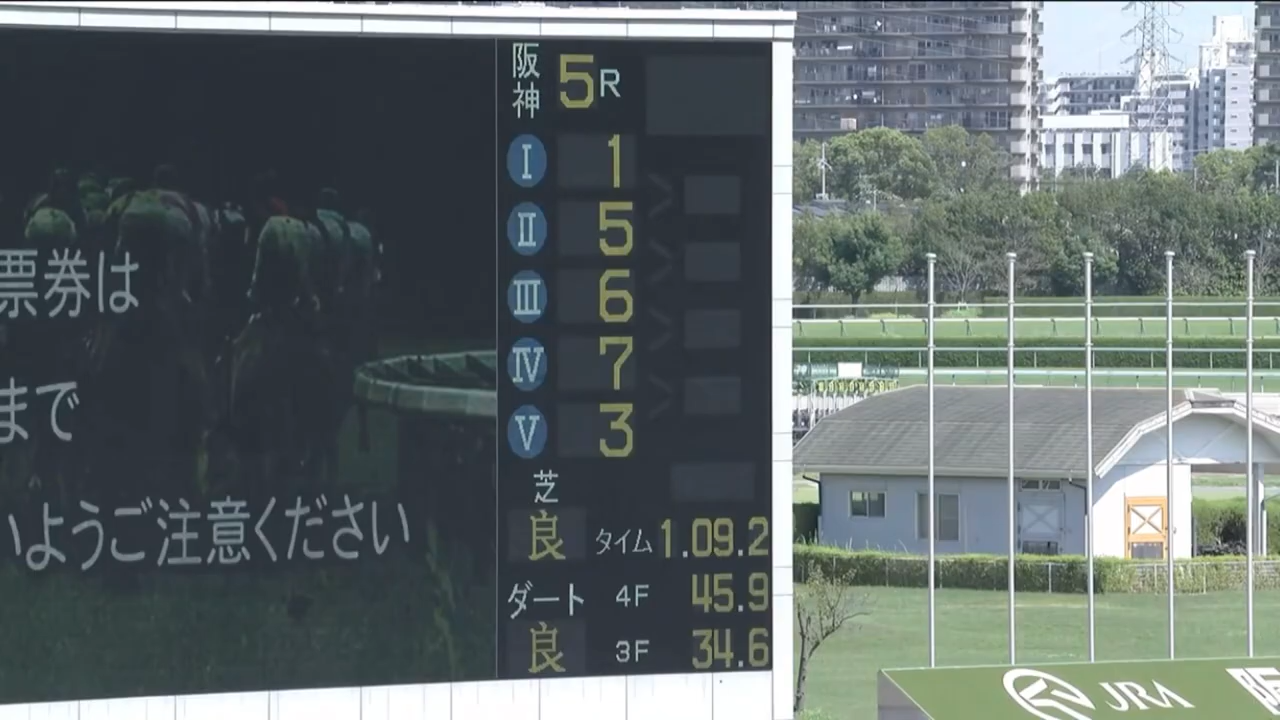 票券は
まで
いようご注意ください
阪神 5R
Ⅰ 1
Ⅱ 5
Ⅲ 6
Ⅳ 7
Ⅴ 3
芝
良 タイム 1.09.2
ダート 4F 45.9
良 3F 34.6
JRA